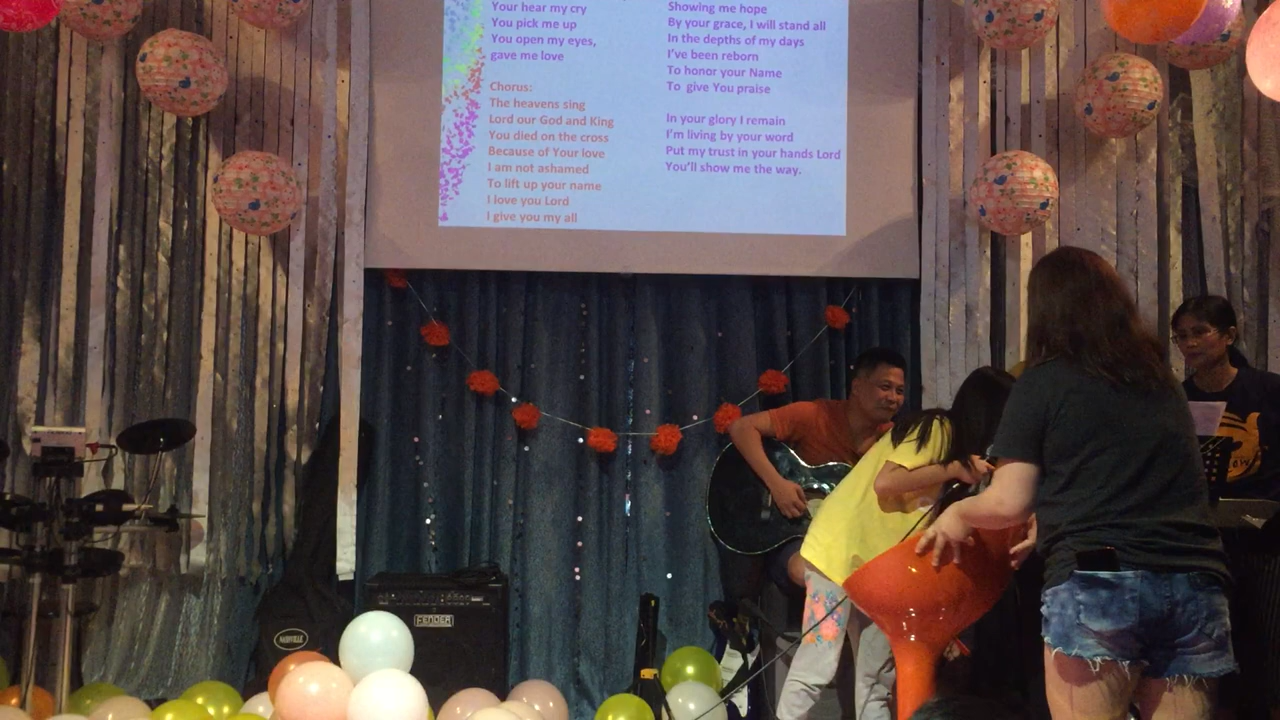 Your hear my cry
You pick me up
You open my eyes,
gave me love
Chorus:
The heavens sing
Lord our God and King
You died on the cross
Because of Your love
I am not ashamed
To lift up your name
I love you Lord
I give you my all
Showing me hope
By your grace, I will stand all
In the depths of my days
I've been reborn
To honor your Name
To give You praise
In your glory I remain
I'm living by your word
Put my trust in your hands Lord
You'll show me the way.
FENDER
NASHVILLE